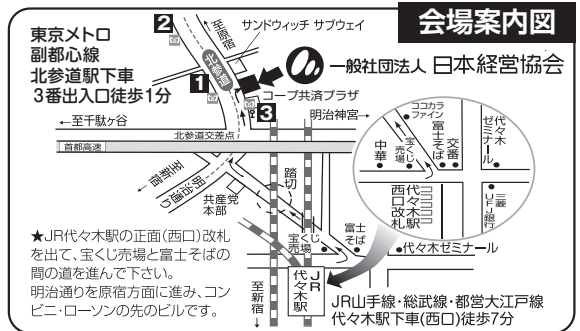 会場案内図
東京メトロ
副都心線
北参道駅下車
3番出入口徒歩1分
2
至原宿
サンドウィッチ サブウェイ
北参道
1
一般社団法人 日本経営協会
コープ共済プラザ
3
←至千駄ヶ谷
明治神宮→
北参道交差点
首都高速
至新宿
明治通り
踏切
共産党
本部
ココカラ
ファイン
代々木
ゼミナール
中華
宝くじ
売場
富士そば
交番
代々木駅
西口改札
三菱
UFJ銀行
★JR代々木駅の正面(西口)改札
を出て、宝くじ売場と富士そばの
間の道を進んで下さい。
明治通りを原宿方面に進み、コン
ビニ・ローソンの先のビルです。
宝くじ
売場
富士
そば
代々木ゼミナール
至新宿
JR
代々木駅
JR山手線・総武線・都営大江戸線
代々木駅下車(西口)徒歩7分